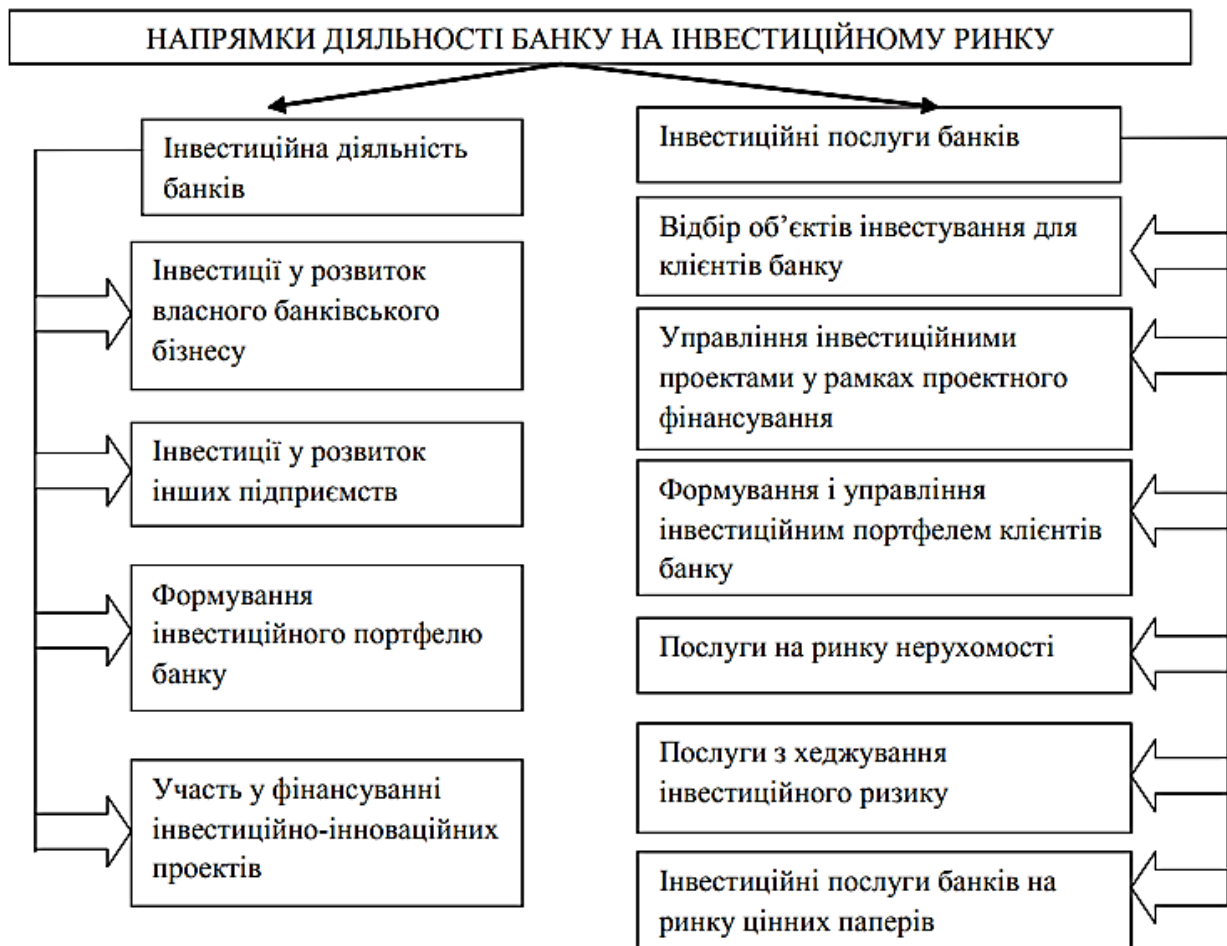 НАПРЯМКИ ДІЯЛЬНОСТІ БАНКУ НА ІНВЕСТИЦІЙНОМУ РИНКУ
Інвестиційна діяльність
банків
Інвестиції у розвиток
власного банківського
бізнесу
Інвестиції у розвиток
інших підприємств
Формування
інвестиційного портфелю
банку
Участь у фінансуванні
інвестиційно-інноваційних
проектів
Інвестиційні послуги банків
Відбір об’єктів інвестування для
клієнтів банку
Управління інвестиційними
проектами у рамках проектного
фінансування
Формування і управління
інвестиційним портфелем клієнтів
банку
Послуги на ринку нерухомості
Послуги з хеджування
інвестиційного ризику
Інвестиційні послуги банків на
ринку цінних паперів